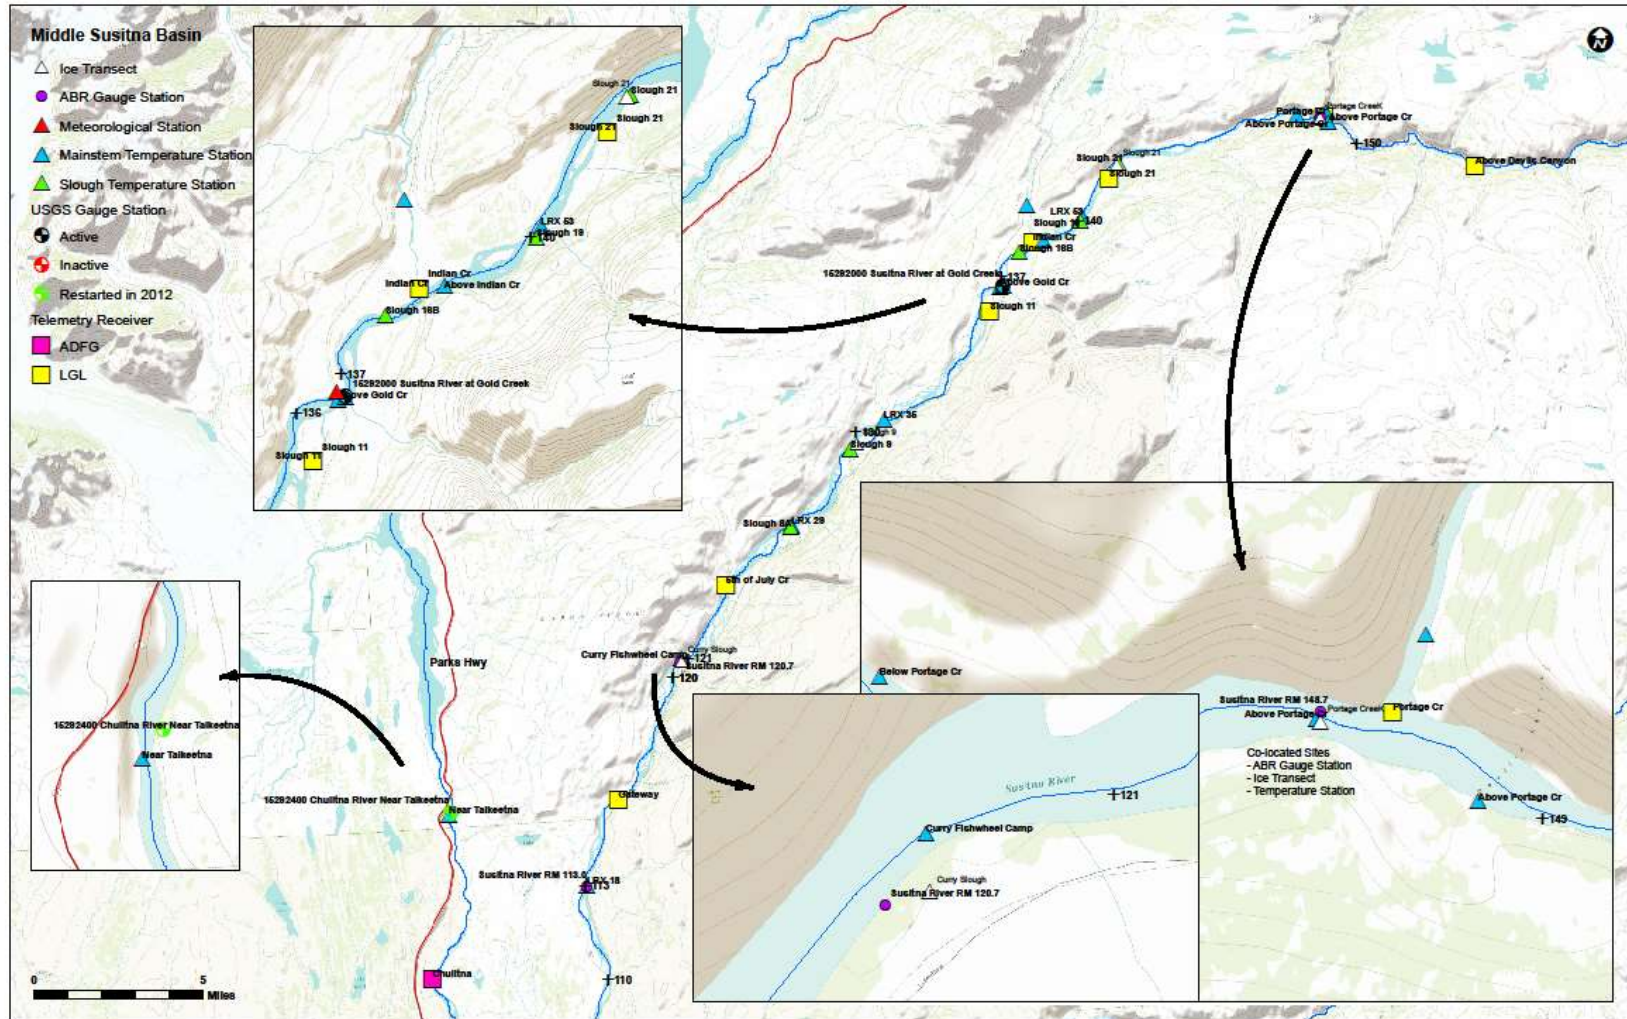 Middle Susitna Basin
Ice Transect
ABR Gauge Station
Meteorological Station
Mainstem Temperature Station
Slough Temperature Station
USGS Gauge Station
Active
Inactive
Restarted in 2012
Telemetry Receiver
ADFG
LGL
N
Slough 21
Slough 21
Slough 21
Slough 21
LRX 53
Slough 19
140
Indian Cr
Indian Cr
Above Indian Cr
Slough 16B
137
15292000 Susitna River at Gold Creek
ove Gold Cr
136
Slough 11
Slough 11
Portage Creek
Above Portage Cr
Above Portage Cr
150
Above Devils Canyon
Slough 21
Slough 21
Slough 21
LRX 53
140
Indian Cr
Slough 16B
137
15292000 Susitna River at Gold Creek
Above Gold Cr
Slough 11
LRX 35
130
Slough 9
Slough 8A
LRX 29
5th of July Cr
Curry Slough
Curry Fishwheel Camp
121
Susitna River RM 120.7
120
Parks Hwy
15292400 Chulitna River Near Talkeetna
Near Talkeetna
15292400 Chulitna River Near Talkeetna
Near Talkeetna
Gateway
Susitna River RM 113.0
LRX 18
113
Chulitna
110
Below Portage Cr
Susitna River RM 148.7
Portage Creek
Above Portage Cr
Portage Cr
Co-located Sites
- ABR Gauge Station
- Ice Transect
- Temperature Station
Above Portage Cr
149
Susitna River
121
Curry Fishwheel Camp
Curry Slough
Susitna River RM 120.7
0 5
Miles